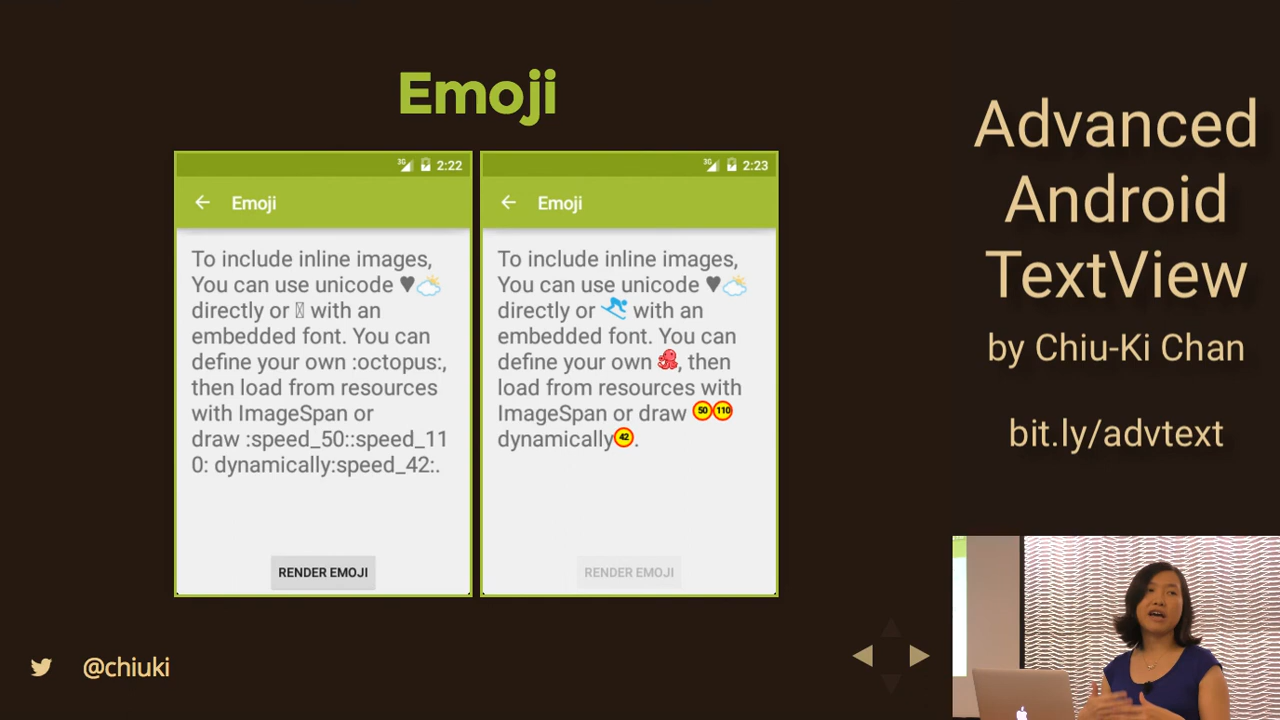 Emoji
3G 2:22
Emoji
To include inline images,
You can use unicode ♥⛅
directly or  with an
embedded font. You can
define your own :octopus:,
then load from resources
with ImageSpan or
draw :speed_50::speed_11
0: dynamically:speed_42:.
RENDER EMOJI
3G 2:23
Emoji
To include inline images,
You can use unicode ♥⛅
directly or with an
embedded font. You can
define your own , then
load from resources with
ImageSpan or draw 50 110
dynamically 42.
RENDER EMOJI
@chiuki
Advanced
Android
TextView
by Chiu-Ki Chan
bit.ly/advtext